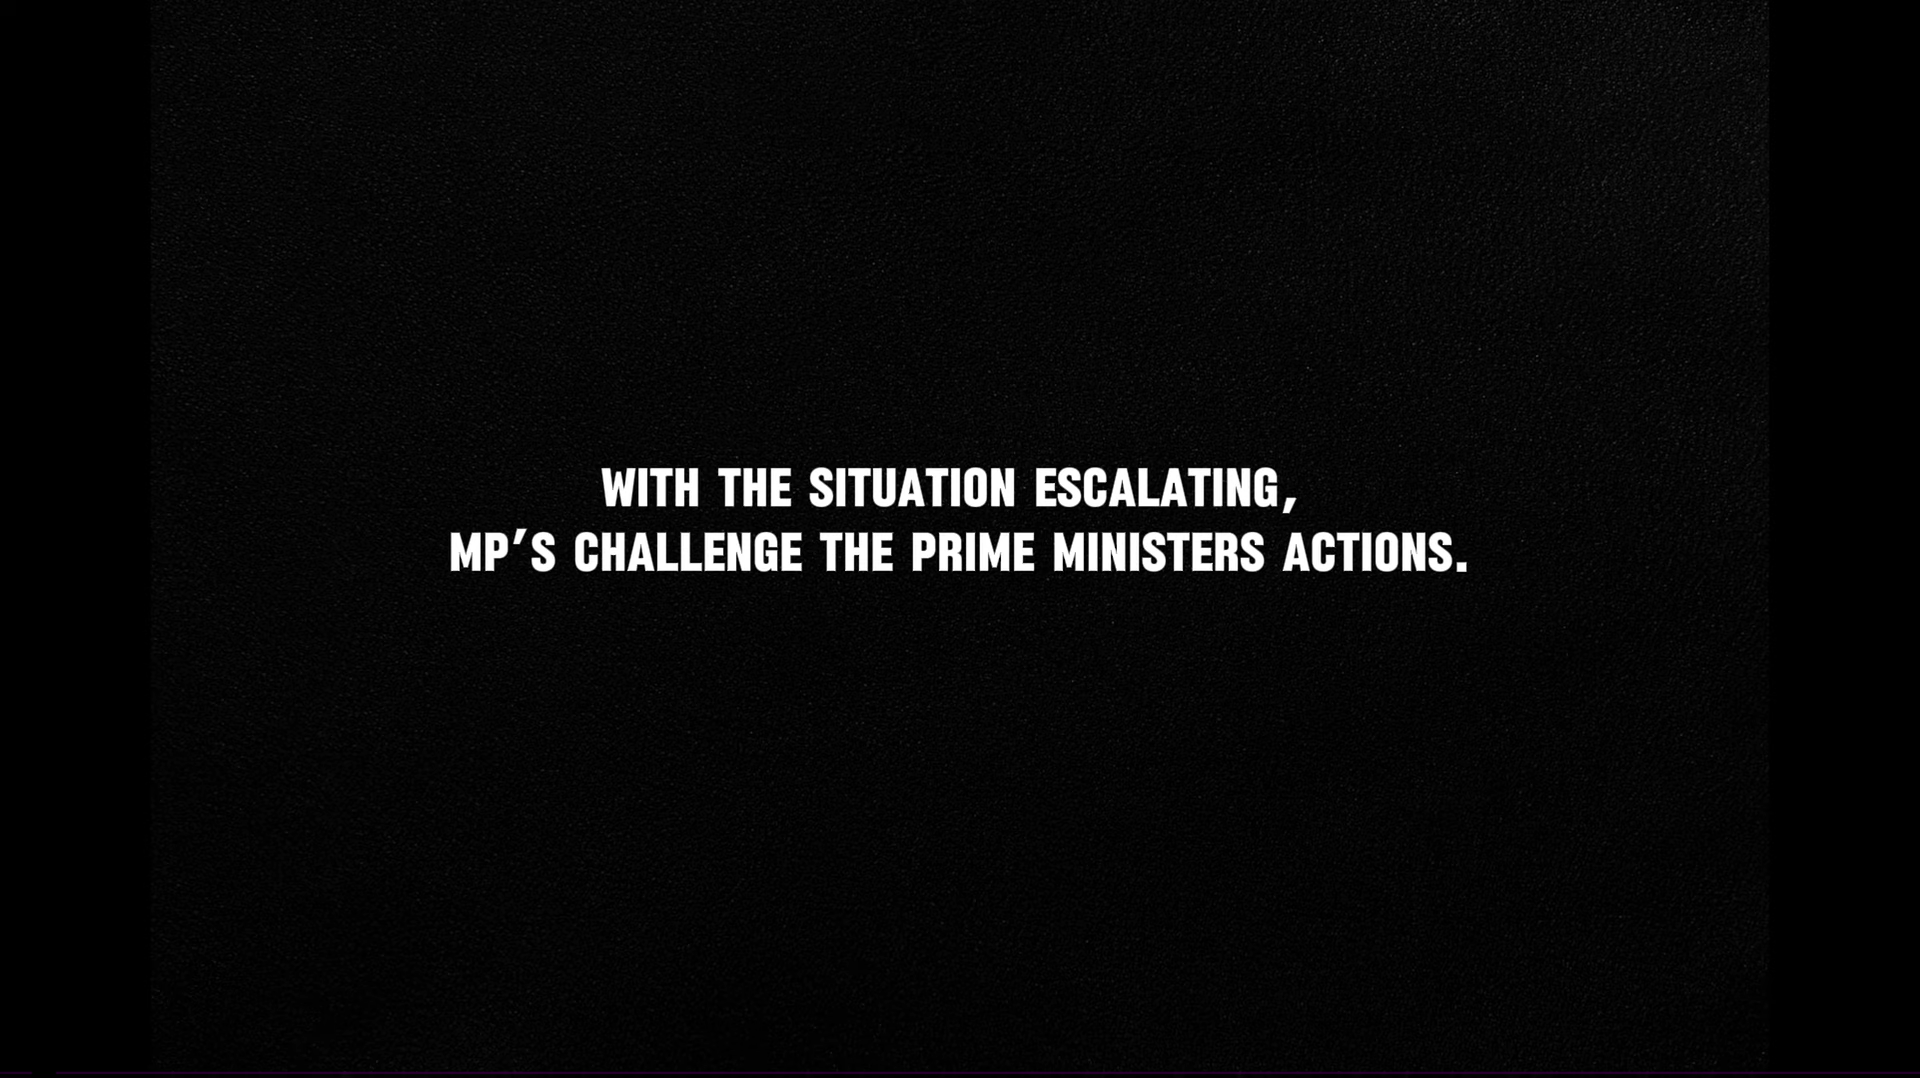 WITH THE SITUATION ESCALATING,
MP'S CHALLENGE THE PRIME MINISTERS ACTIONS.